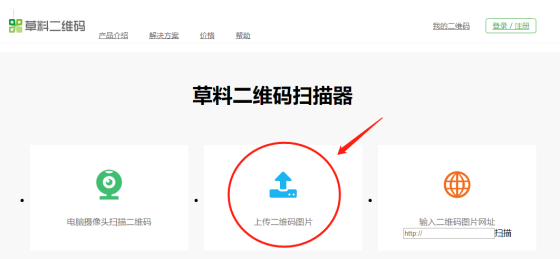 草料二维码
产品介绍 解决方案 价格 帮助 我的二维码 登录 / 注册
草料二维码扫描器
电脑摄像头扫描二维码
上传二维码图片
输入二维码图片网址
http:// 扫描